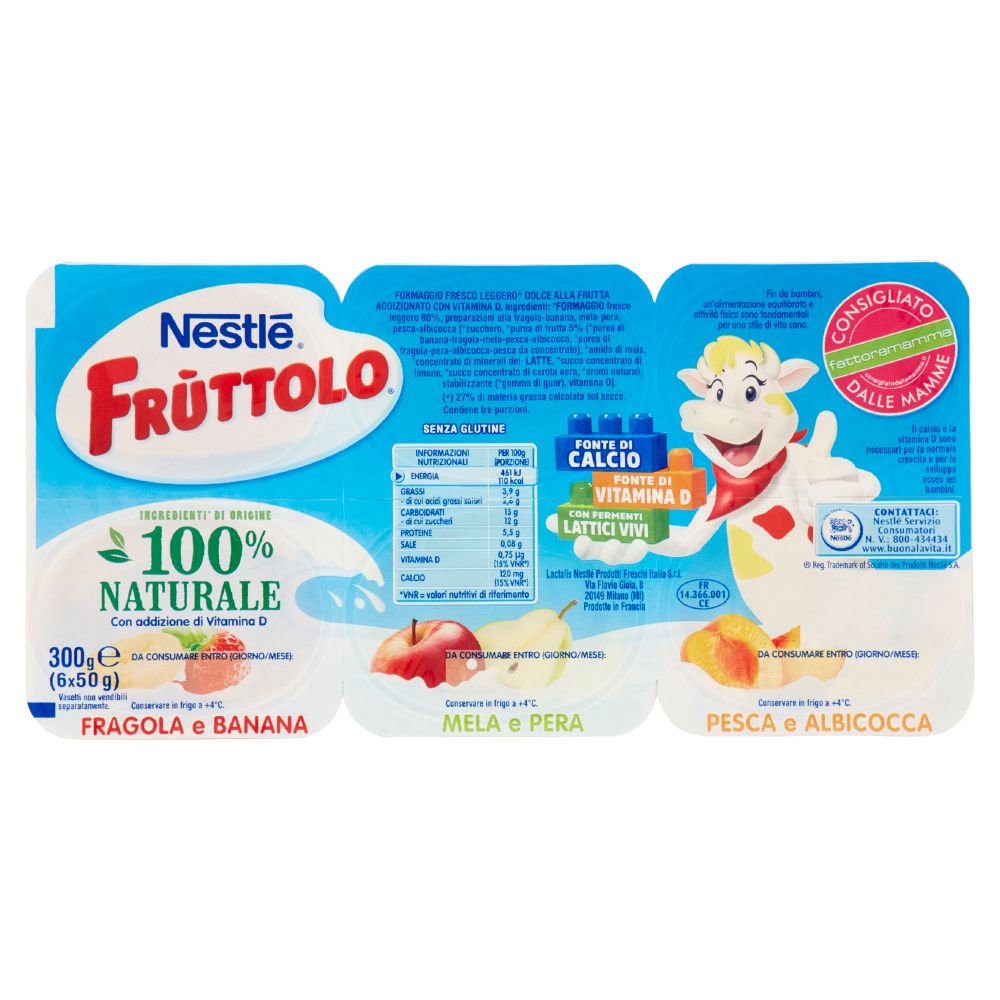 Nestlé®
FRÙTTOLO®
INGREDIENTI* DI ORIGINE
100%
NATURALE
Con addizione di Vitamina D
300g e
(6x50g)
DA CONSUMARE ENTRO (GIORNO/MESE):
Vasetti non vendibili
separatamente.
Conservare in frigo a +4°C.
FRAGOLA e BANANA
FORMAGGIO FRESCO LEGGERO^ DOLCE ALLA FRUTTA
ADDIZIONATO CON VITAMINA D. Ingredienti: *FORMAGGIO fresco
leggero 80%, preparazioni alla fragola-banana, mela-pera,
pesca-albicocca (*zucchero, *purea di frutta 5% (*purea di
banana-fragola-mela-pesca-albicocca, *purea di
fragola-pera-albicocca-pesca da concentrato), *amido di mais,
*concentrato di minerali del LATTE, *succo concentrato di
limone, *succo concentrato di carota nera, *aromi naturali,
stabilizzante (*gomma di guar), vitamina D).
(^) 27% di materia grassa calcolata sul secco.
Contiene tre porzioni.
SENZA GLUTINE
INFORMAZIONI NUTRIZIONALI PER 100g (PORZIONE)
ENERGIA 461 kJ
110 kcal
GRASSI 3,9 g
- di cui acidi grassi saturi 2,6 g
CARBOIDRATI 13 g
- di cui zuccheri 12 g
PROTEINE 5,5 g
SALE 0,08 g
VITAMINA D 0,75 µg
(15% VNR*)
CALCIO 120 mg
(15% VNR*)
*VNR = valori nutritivi di riferimento
DA CONSUMARE ENTRO (GIORNO/MESE):
Conservare in frigo a +4°C.
MELA e PERA
FONTE DI
CALCIO
FONTE DI
VITAMINA D
CON FERMENTI
LATTICI VIVI
Lactalis Nestlé Prodotti Freschi Italia S.r.l.
Via Flavio Gioia, 8
20149 Milano (MI)
Prodotto in Francia
FR
14.366.001
CE
Fin da bambini,
un'alimentazione equilibrata e
attività fisica sono fondamentali
per uno stile di vita sano.
CONSIGLIATO
fattoremamma
consigliatodallemamme.it
DALLE MAMME
Il calcio e la
vitamina D sono
necessari per la normale
crescita e per lo
sviluppo
osseo nei
bambini.
Nestlé
CONTATTACI:
Nestlé Servizio
Consumatori
N. V.: 800-434434
www.buonalavita.it
® Reg. Trademark of Société des Produits Nestlé S.A.
DA CONSUMARE ENTRO (GIORNO/MESE):
Conservare in frigo a +4°C.
PESCA e ALBICOCCA